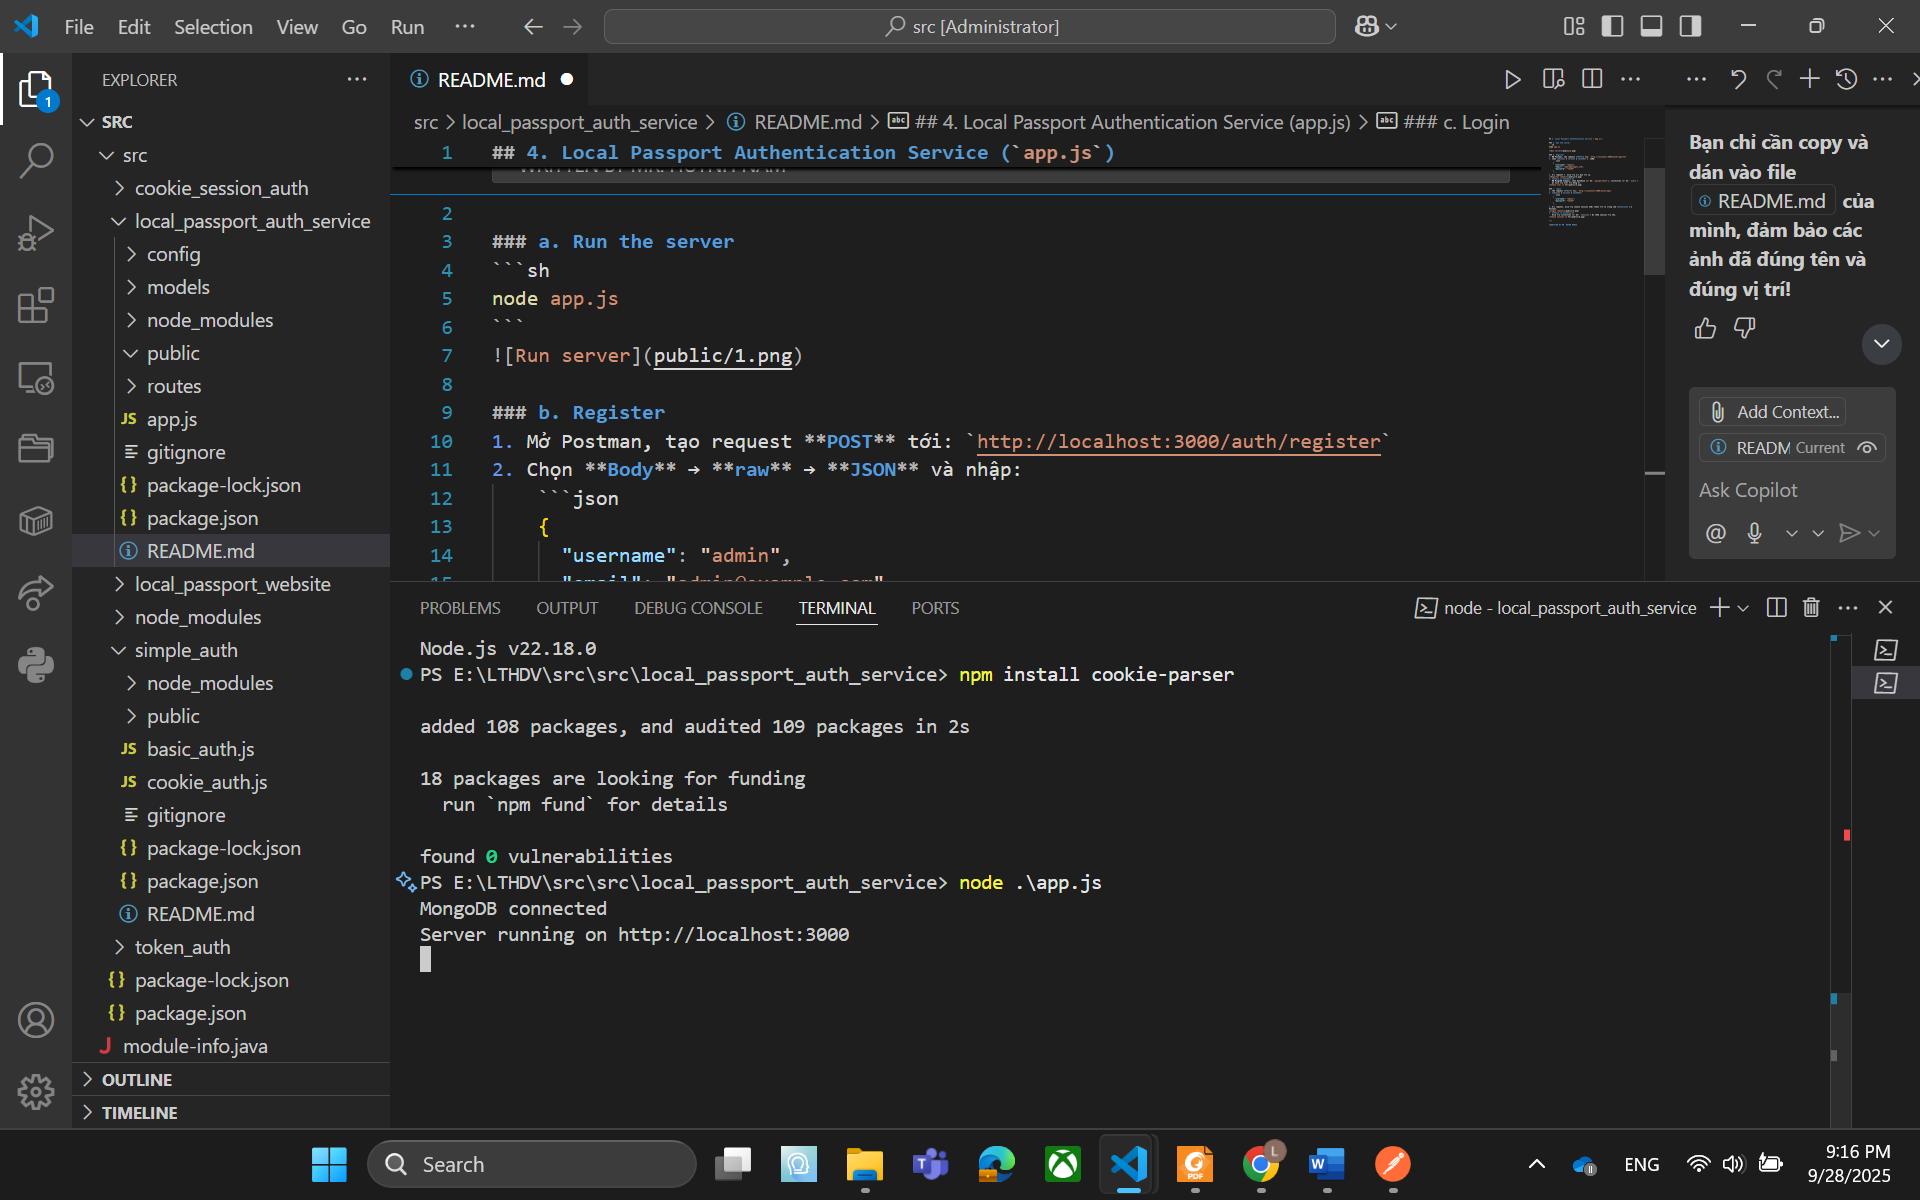 File Edit Selection View Go Run ···
src [Administrator]
EXPLORER
1
SRC
src
cookie_session_auth
local_passport_auth_service
config
models
node_modules
public
routes
JS app.js
gitignore
{} package-lock.json
{} package.json
README.md
local_passport_website
node_modules
simple_auth
node_modules
public
JS basic_auth.js
JS cookie_auth.js
gitignore
{} package-lock.json
{} package.json
README.md
token_auth
{} package-lock.json
{} package.json
J module-info.java
OUTLINE
TIMELINE
README.md
src > local_passport_auth_service > README.md > abc ## 4. Local Passport Authentication Service (app.js) > abc ### c. Login
1 ## 4. Local Passport Authentication Service (`app.js`)
2
3 ### a. Run the server
4 ```sh
5 node app.js
6 ```
7 ![Run server](public/1.png)
8
9 ### b. Register
10 1. Mở Postman, tạo request **POST** tới: `http://localhost:3000/auth/register`
11 2. Chọn **Body** → **raw** → **JSON** và nhập:
12 ```json
13 {
14 "username": "admin",
Bạn chỉ cần copy và
dán vào file
README.md của
mình, đảm bảo các
ảnh đã đúng tên và
đúng vị trí!
Add Context...
READM Current
Ask Copilot
PROBLEMS OUTPUT DEBUG CONSOLE TERMINAL PORTS
node - local_passport_auth_service
Node.js v22.18.0
PS E:\LTHDV\src\src\local_passport_auth_service> npm install cookie-parser
added 108 packages, and audited 109 packages in 2s
18 packages are looking for funding
run `npm fund` for details
found 0 vulnerabilities
PS E:\LTHDV\src\src\local_passport_auth_service> node .\app.js
MongoDB connected
Server running on http://localhost:3000
Search
ENG
9:16 PM
9/28/2025